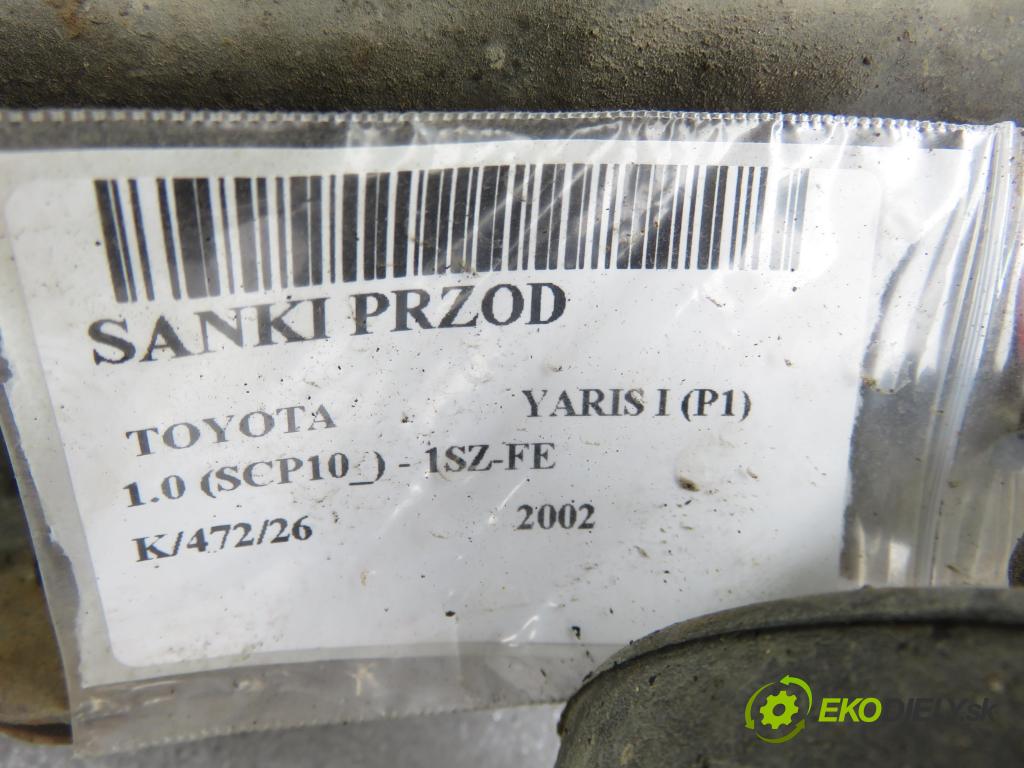 SANKI PRZOD
TOYOTA YARIS I (P1)
1.0 (SCP10_) - 1SZ-FE
K/472/26 2002
EKODIELY.sk